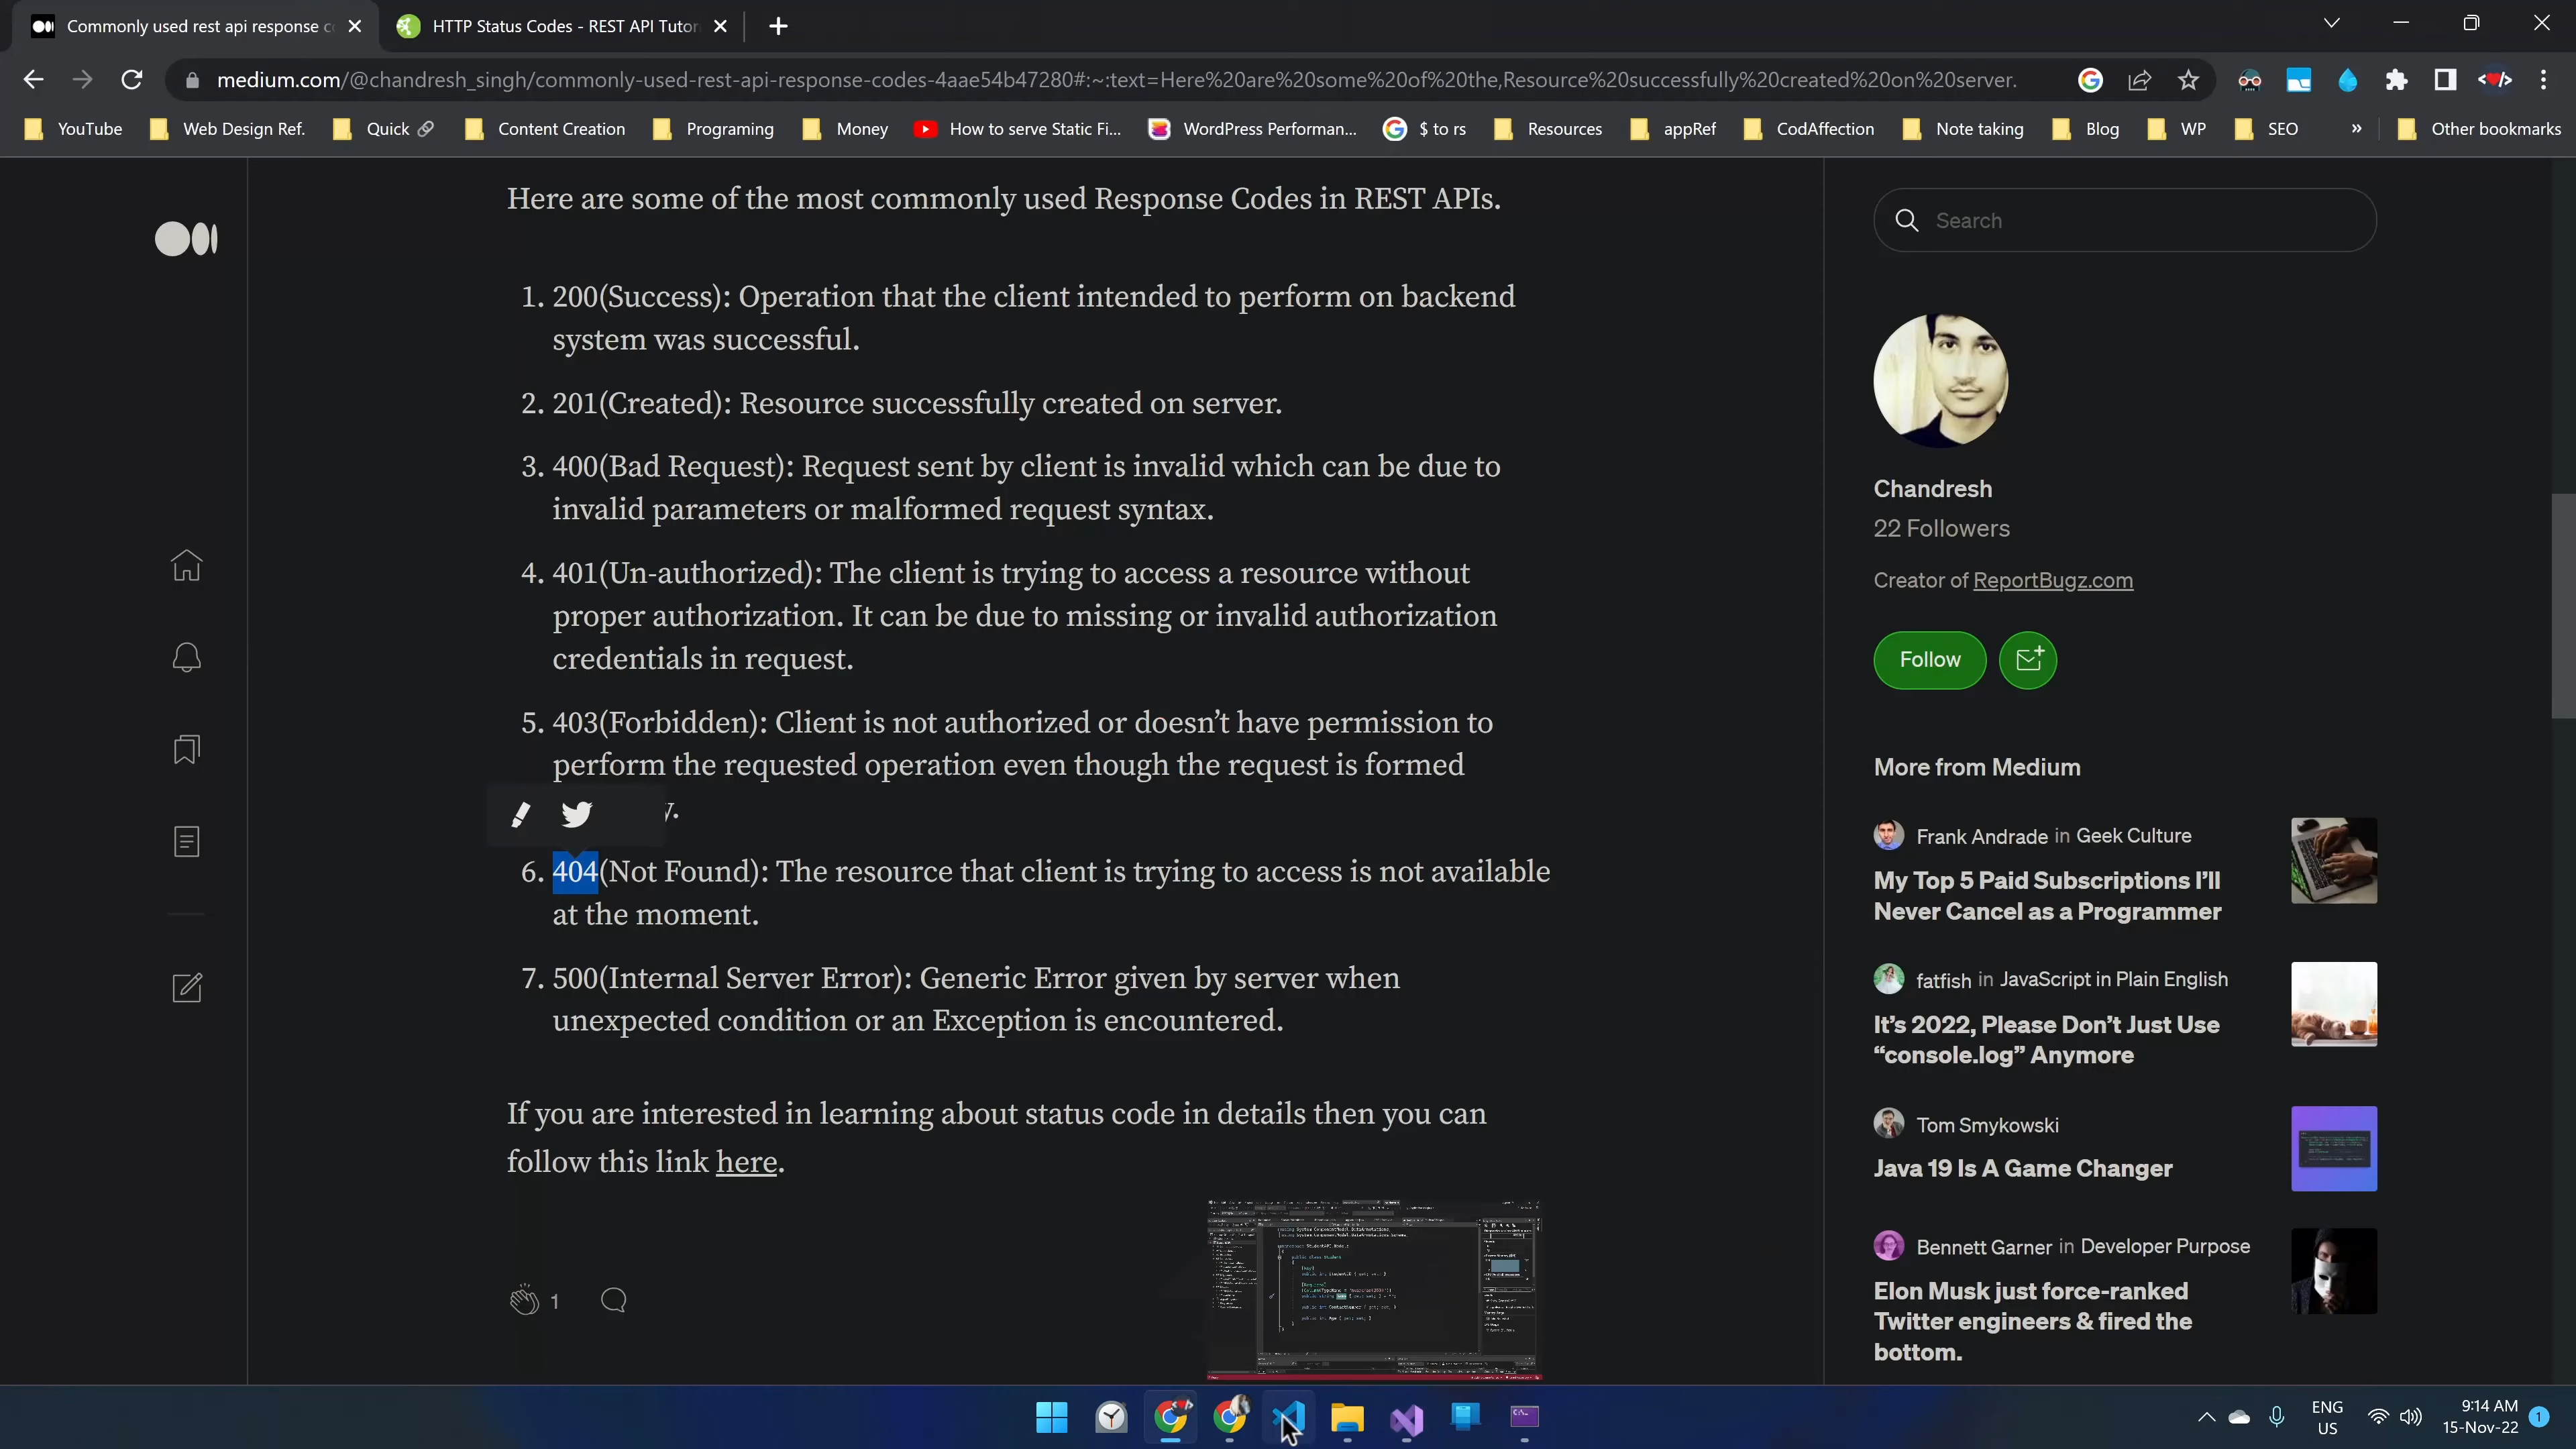 Commonly used rest api response c
HTTP Status Codes - REST API Tutor
medium.com/@chandresh_singh/commonly-used-rest-api-response-codes-4aae54b47280#:~:text=Here%20are%20some%20of%20the,Resource%20successfully%20created%20on%20server.
YouTube
Web Design Ref.
Quick
Content Creation
Programing
Money
How to serve Static Fi...
WordPress Performan...
$ to rs
Resources
appRef
CodAffection
Note taking
Blog
WP
SEO
»
Other bookmarks
Here are some of the most commonly used Response Codes in REST APIs.
1. 200(Success): Operation that the client intended to perform on backend
system was successful.
2. 201(Created): Resource successfully created on server.
3. 400(Bad Request): Request sent by client is invalid which can be due to
invalid parameters or malformed request syntax.
4. 401(Un-authorized): The client is trying to access a resource without
proper authorization. It can be due to missing or invalid authorization
credentials in request.
5. 403(Forbidden): Client is not authorized or doesn’t have permission to
perform the requested operation even though the request is formed
y.
6. 404(Not Found): The resource that client is trying to access is not available
at the moment.
7. 500(Internal Server Error): Generic Error given by server when
unexpected condition or an Exception is encountered.
If you are interested in learning about status code in details then you can
follow this link here.
1
Search
Chandresh
22 Followers
Creator of ReportBugz.com
Follow
More from Medium
Frank Andrade in Geek Culture
My Top 5 Paid Subscriptions I’ll
Never Cancel as a Programmer
fatfish in JavaScript in Plain English
It’s 2022, Please Don’t Just Use
“console.log” Anymore
Tom Smykowski
Java 19 Is A Game Changer
Bennett Garner in Developer Purpose
Elon Musk just force-ranked
Twitter engineers & fired the
bottom.
ENG
US
9:14 AM
15-Nov-22
1